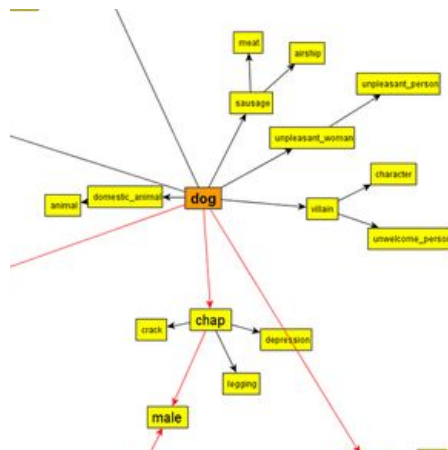 meat
airship
unpleasant_person
sausage
unpleasant_woman
character
domestic_animal
dog
animal
villain
unwelcome_person
chap
crack
depression
legging
male